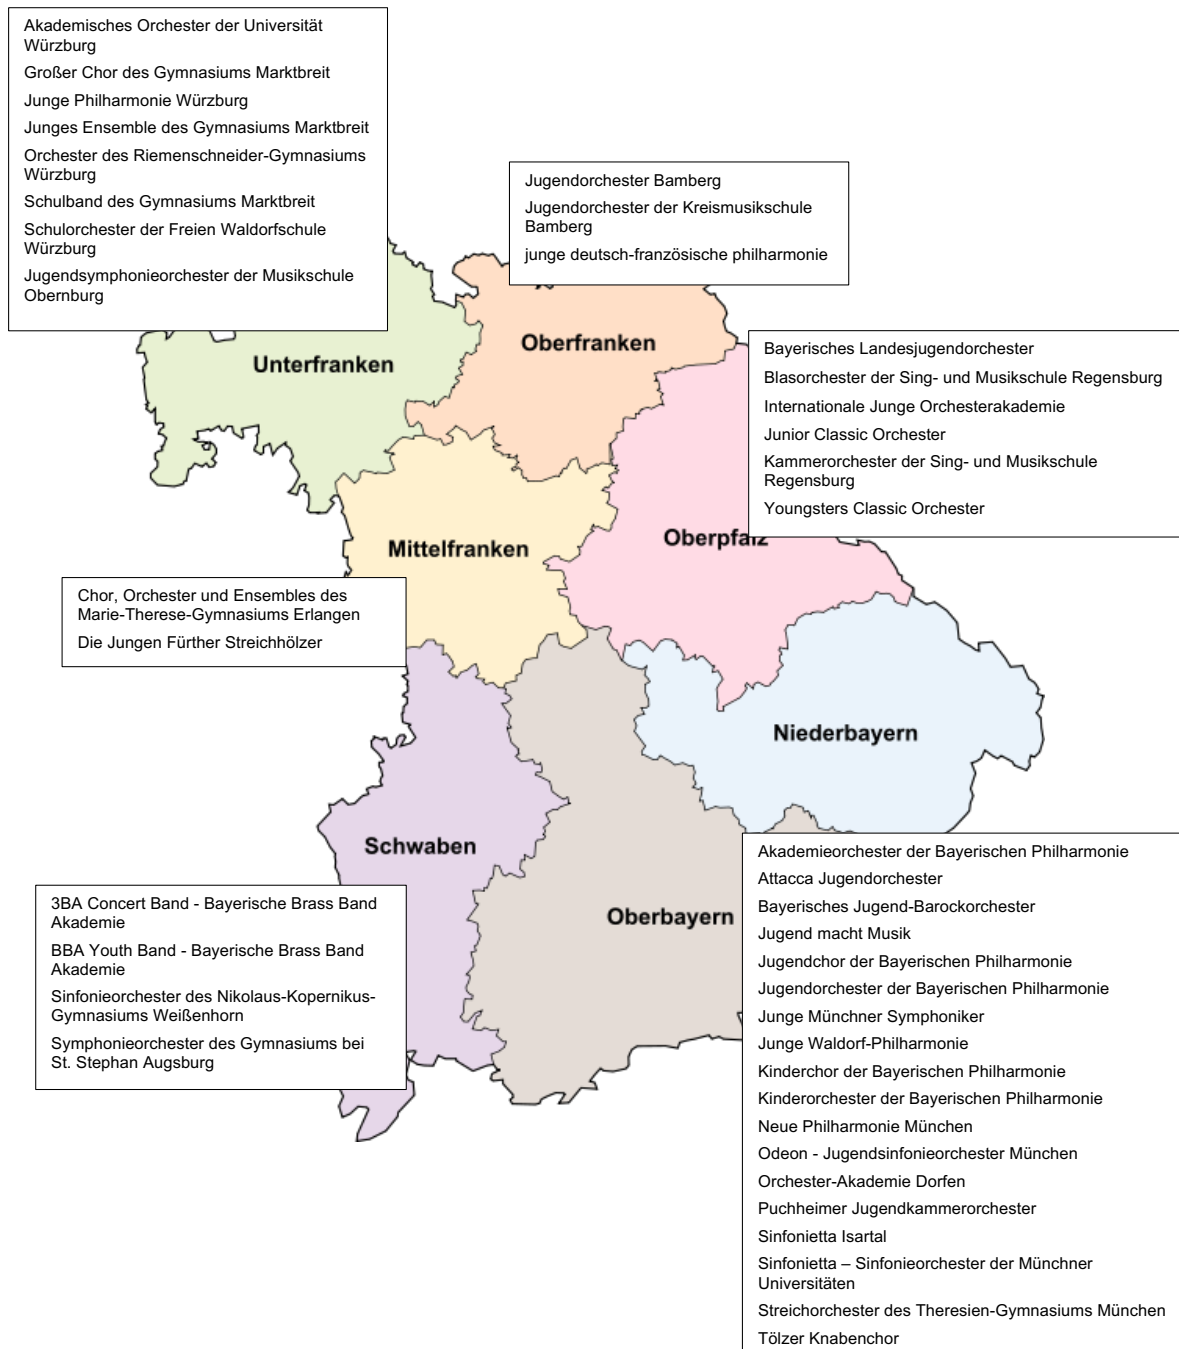 Akademisches Orchester der Universität
Würzburg
Großer Chor des Gymnasiums Marktbreit
Junge Philharmonie Würzburg
Junges Ensemble des Gymnasiums Marktbreit
Orchester des Riemenschneider-Gymnasiums
Würzburg
Schulband des Gymnasiums Marktbreit
Schulorchester der Freien Waldorfschule
Würzburg
Jugendsymphonieorchester der Musikschule
Obernburg
Jugendorchester Bamberg
Jugendorchester der Kreismusikschule
Bamberg
junge deutsch-französische philharmonie
Unterfranken
Oberfranken
Bayerisches Landesjugendorchester
Blasorchester der Sing- und Musikschule Regensburg
Internationale Junge Orchesterakademie
Junior Classic Orchester
Kammerorchester der Sing- und Musikschule
Regensburg
Youngsters Classic Orchester
Mittelfranken
Oberpfalz
Chor, Orchester und Ensembles des
Marie-Therese-Gymnasiums Erlangen
Die Jungen Fürther Streichhölzer
Niederbayern
Schwaben
Oberbayern
3BA Concert Band - Bayerische Brass Band
Akademie
BBA Youth Band - Bayerische Brass Band
Akademie
Sinfonieorchester des Nikolaus-Kopernikus-
Gymnasiums Weißenhorn
Symphonieorchester des Gymnasiums bei
St. Stephan Augsburg
Akademieorchester der Bayerischen Philharmonie
Attacca Jugendorchester
Bayerisches Jugend-Barockorchester
Jugend macht Musik
Jugendchor der Bayerischen Philharmonie
Jugendorchester der Bayerischen Philharmonie
Junge Münchner Symphoniker
Junge Waldorf-Philharmonie
Kinderchor der Bayerischen Philharmonie
Kinderorchester der Bayerischen Philharmonie
Neue Philharmonie München
Odeon - Jugendsinfonieorchester München
Orchester-Akademie Dorfen
Puchheimer Jugendkammerorchester
Sinfonietta Isartal
Sinfonietta – Sinfonieorchester der Münchner
Universitäten
Streichorchester des Theresien-Gymnasiums München
Tölzer Knabenchor